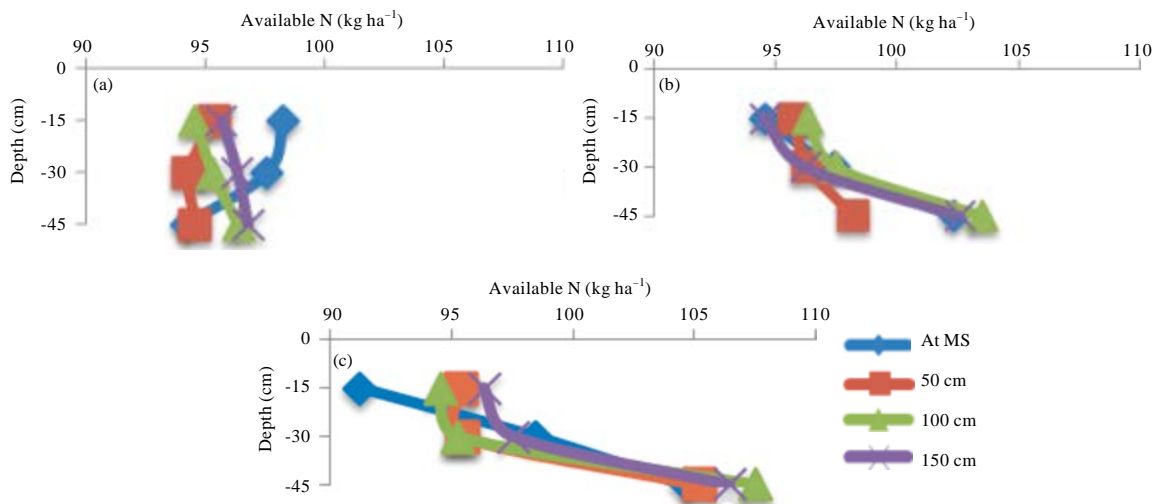 Available N (kg ha⁻¹)
90 95 100 105 110
0
(a)
-15
-30
-45
Depth (cm)
Available N (kg ha⁻¹)
90 95 100 105 110
0
(b)
-15
-30
-45
Depth (cm)
Available N (kg ha⁻¹)
90 95 100 105 110
0
(c)
-15
-30
-45
Depth (cm)
At MS
50 cm
100 cm
150 cm